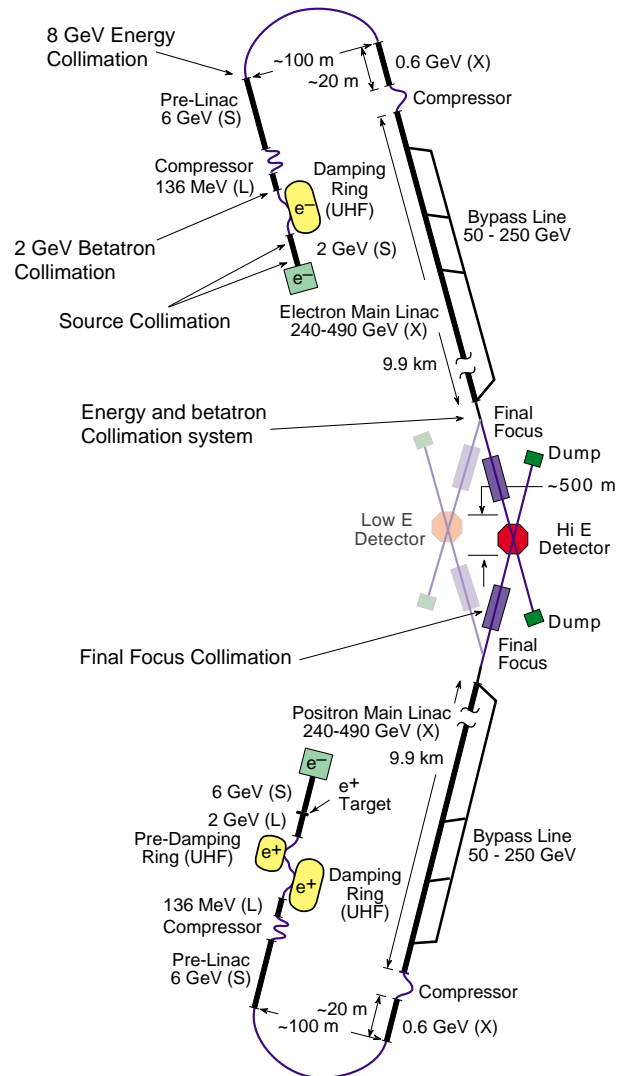 8 GeV Energy
Collimation
~100 m
~20 m
0.6 GeV (X)
Compressor
Pre-Linac
6 GeV (S)
Compressor
136 MeV (L)
Damping
Ring
(UHF)
e–
2 GeV Betatron
Collimation
2 GeV (S)
e–
Bypass Line
50 - 250 GeV
Source Collimation
Electron Main Linac
240-490 GeV (X)
9.9 km
Energy and betatron
Collimation system
Final
Focus
Dump
~500 m
Low E
Detector
Hi E
Detector
Dump
Final Focus Collimation
Final
Focus
Positron Main Linac
240-490 GeV (X)
9.9 km
e–
6 GeV (S)
e+
Target
2 GeV (L)
Pre-Damping
Ring (UHF)
e+
e+
Damping
Ring
(UHF)
Bypass Line
50 - 250 GeV
136 MeV (L)
Compressor
Pre-Linac
6 GeV (S)
Compressor
~20 m
~100 m
0.6 GeV (X)